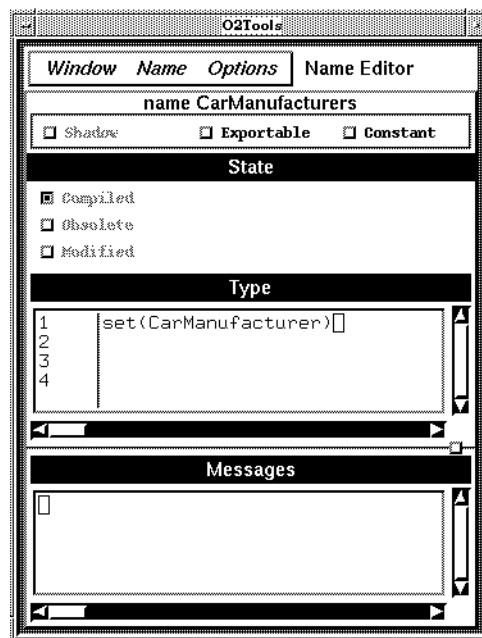 O2Tools
Window Name Options Name Editor
name CarManufacturers
Shadow Exportable Constant
State
Compiled
Obsolete
Modified
Type
1 set(CarManufacturer)
2
3
4
Messages